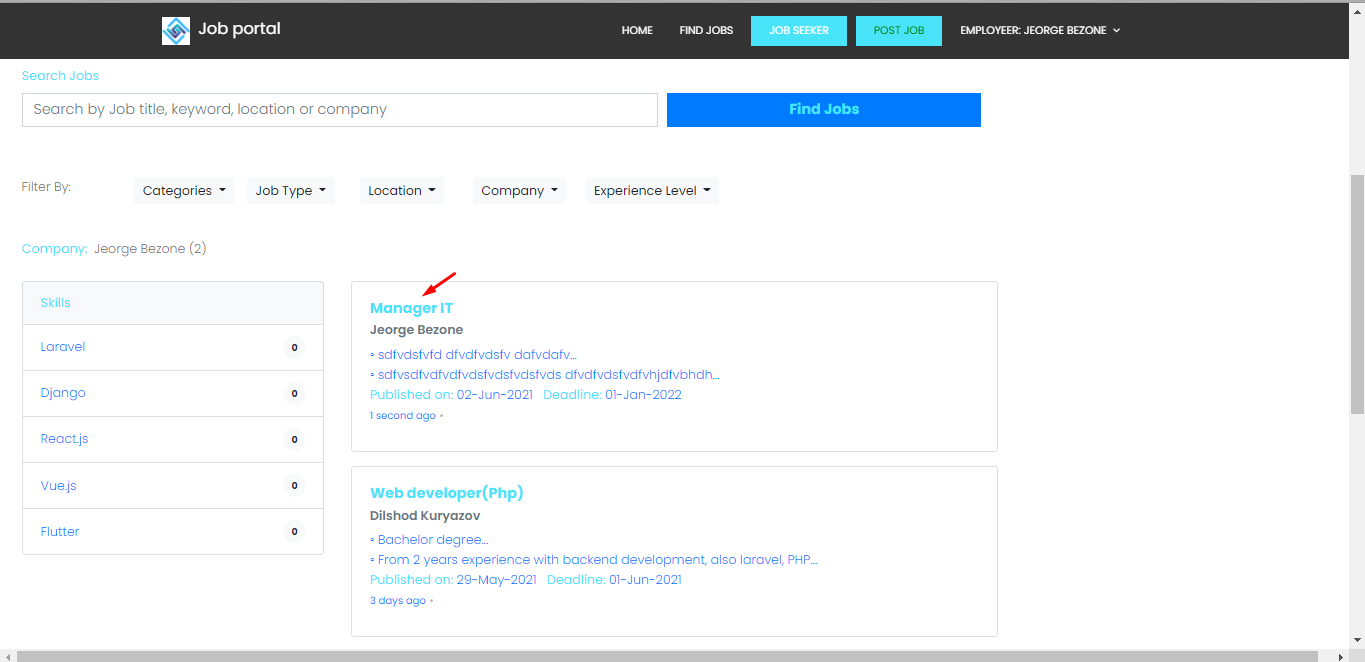 Job portal
HOME FIND JOBS JOB SEEKER POST JOB EMPLOYEER: JEORGE BEZONE
Search Jobs
Search by Job title, keyword, location or company
Find Jobs
Filter By: Categories Job Type Location Company Experience Level
Company: Jeorge Bezone (2)
Skills
Laravel 0
Django 0
React.js 0
Vue.js 0
Flutter 0
Manager IT
Jeorge Bezone
◦ sdfvdsfvfd dfvdfvdsfv dafvdafv...
◦ sdfvsdfvdfvdfvdsfvdsfvdsfvds dfvdfvdsfvdfvhjdfvbhdh...
Published on: 02-Jun-2021 Deadline: 01-Jan-2022
1 second ago •
Web developer(Php)
Dilshod Kuryazov
◦ Bachelor degree...
◦ From 2 years experience with backend development, also laravel, PHP...
Published on: 29-May-2021 Deadline: 01-Jun-2021
3 days ago •